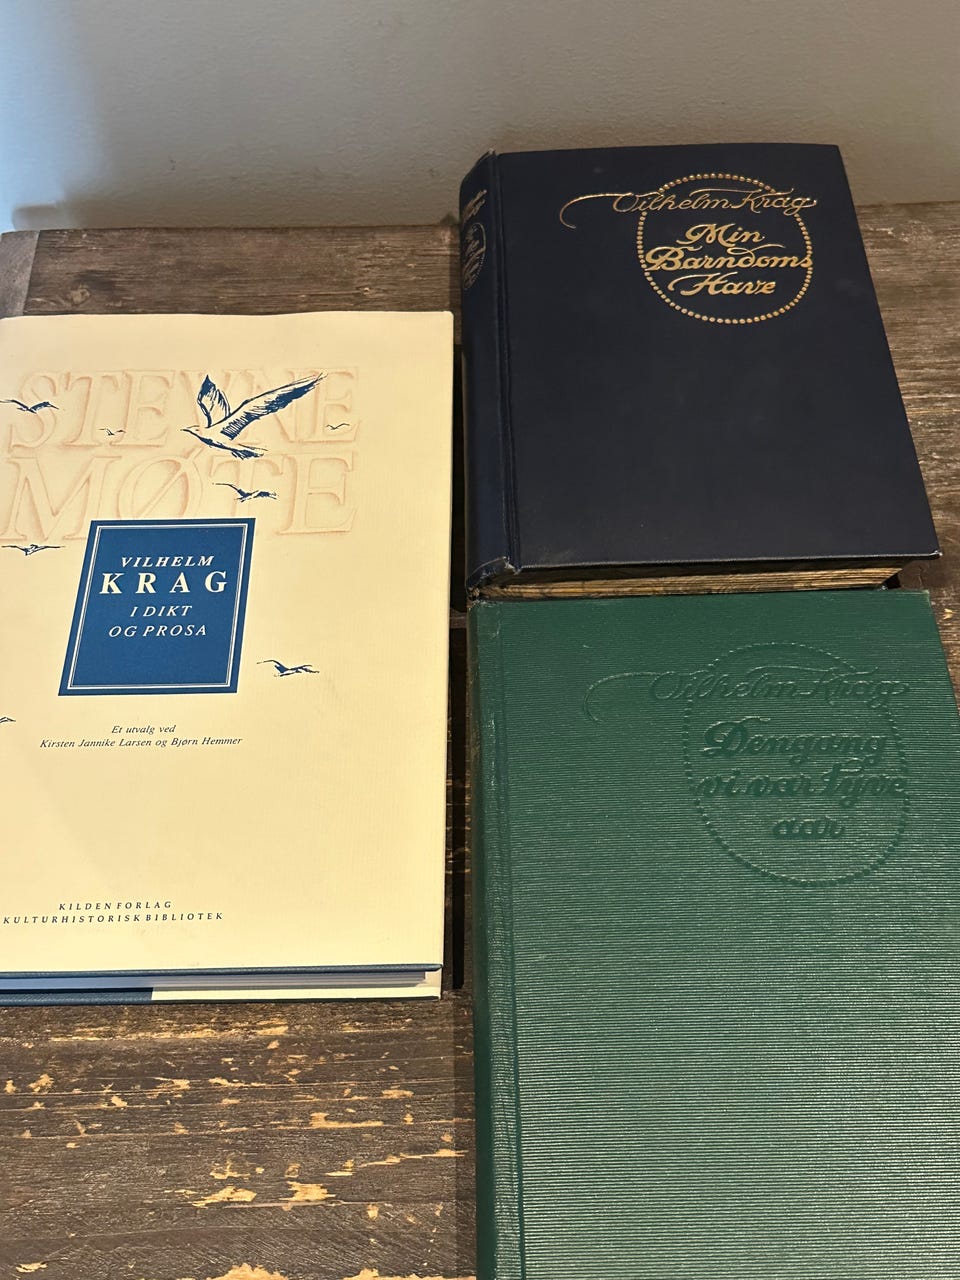 STEVNE
MØTE
VILHELM
KRAG
I DIKT
OG PROSA
Et utvalg ved
Kirsten Jannike Larsen og Bjørn Hemmer
KILDEN FORLAG
KULTURHISTORISK BIBLIOTEK
Vilhelm Krag
Min
Barndoms
Have
Vilhelm Krag
Dengang
vi var tyve
aar